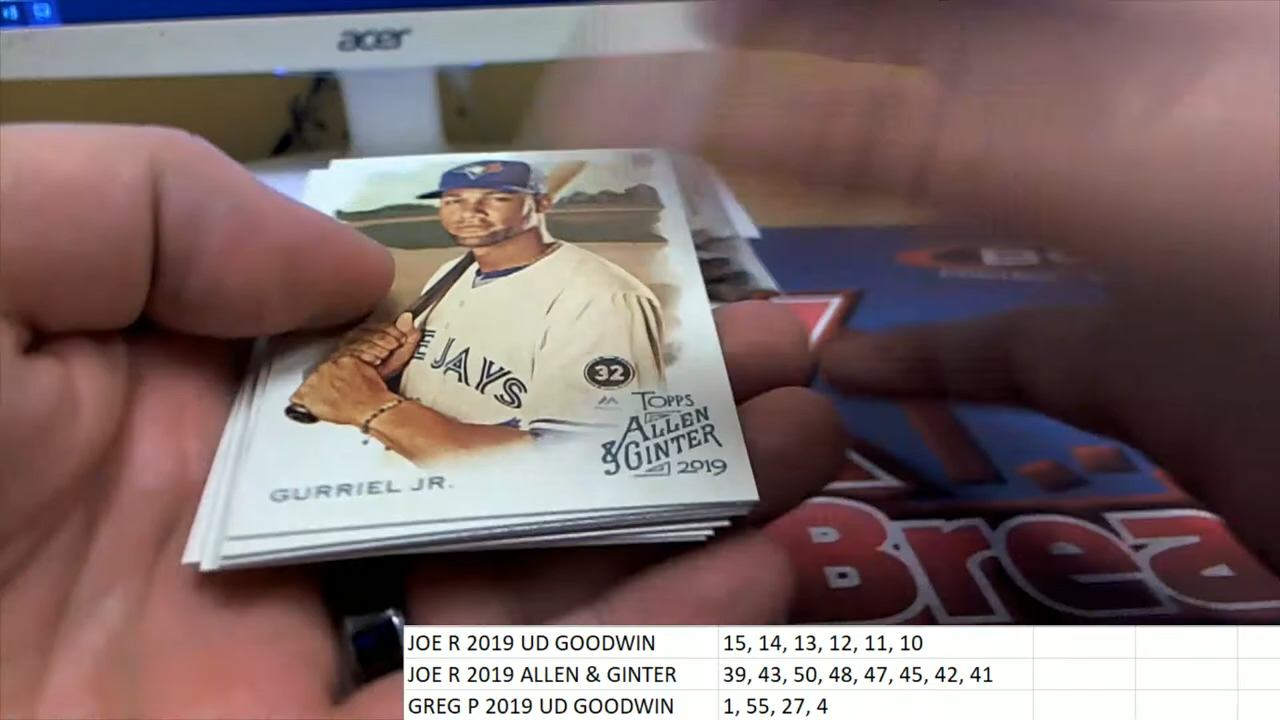 acer
EJAYS
32
TOPPS
ALLEN
& GINTER
2019
GURRIEL JR.
Brea
JOE R 2019 UD GOODWIN 15, 14, 13, 12, 11, 10
JOE R 2019 ALLEN & GINTER 39, 43, 50, 48, 47, 45, 42, 41
GREG P 2019 UD GOODWIN 1, 55, 27, 4